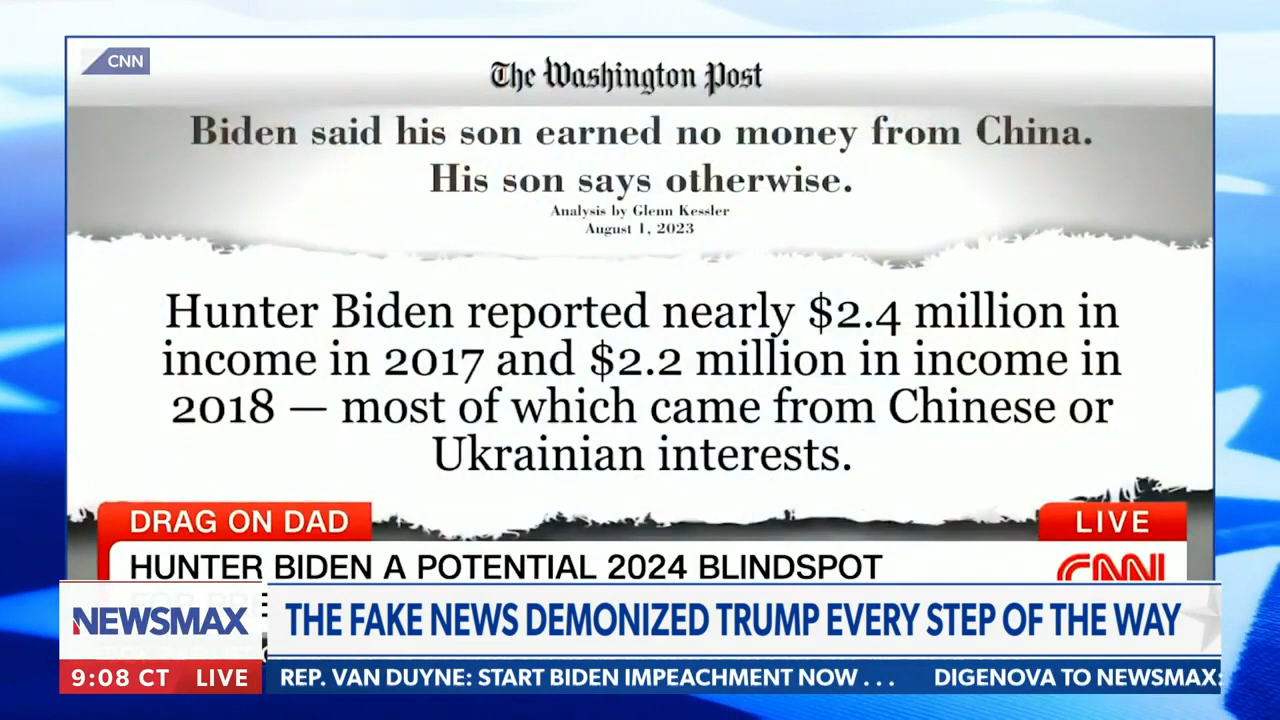 CNN
The Washington Post
Biden said his son earned no money from China.
His son says otherwise.
Analysis by Glenn Kessler
August 1, 2023
Hunter Biden reported nearly $2.4 million in
income in 2017 and $2.2 million in income in
2018 — most of which came from Chinese or
Ukrainian interests.
DRAG ON DAD
LIVE
HUNTER BIDEN A POTENTIAL 2024 BLINDSPOT
CNN
NEWSMAX
THE FAKE NEWS DEMONIZED TRUMP EVERY STEP OF THE WAY
9:08 CT LIVE
REP. VAN DUYNE: START BIDEN IMPEACHMENT NOW . . . DIGENOVA TO NEWSMAX: